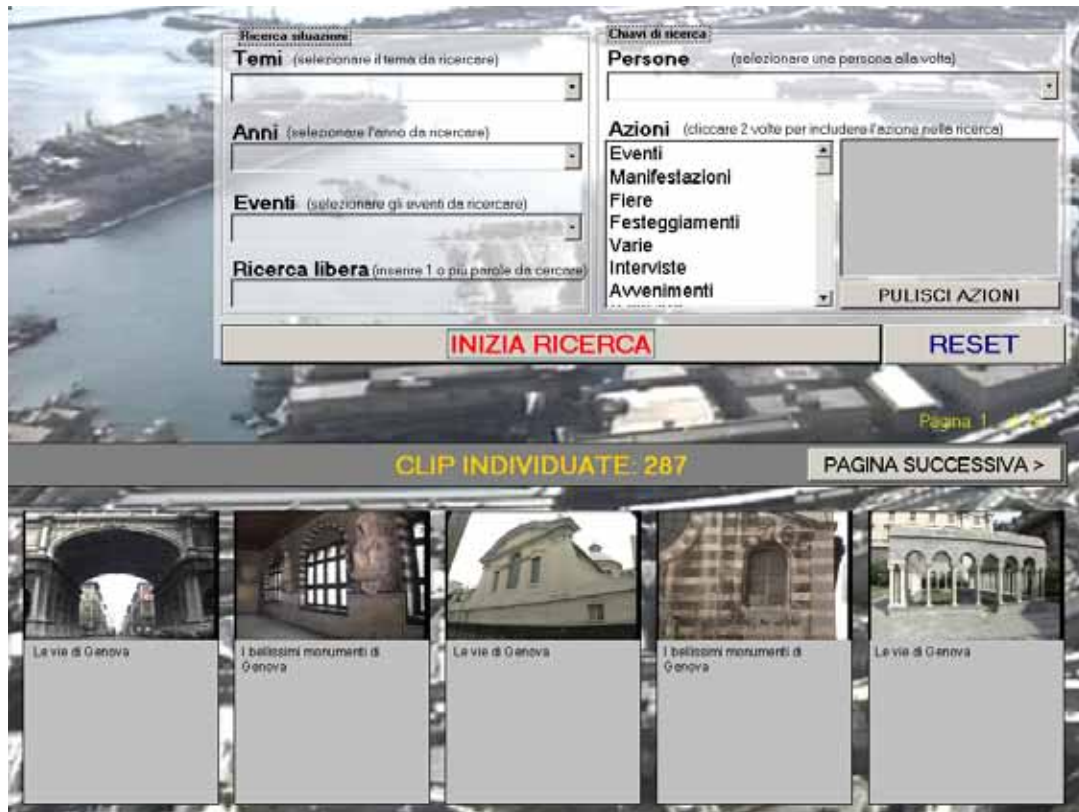 Ricerca situazioni
Temi (selezionare il tema da ricercare)
Anni (selezionare l'anno da ricercare)
Eventi (selezionare gli eventi da ricercare)
Ricerca libera (inserire 1 o più parole da cercare)
Chiavi di ricerca
Persone (selezionare una persona alla volta)
Azioni (cliccare 2 volte per includere l'azione nella ricerca)
Eventi
Manifestazioni
Fiere
Festeggiamenti
Varie
Interviste
Avvenimenti
PULISCI AZIONI
INIZIA RICERCA
RESET
Pagina 1
CLIP INDIVIDUATE: 287
PAGINA SUCCESSIVA >
Le vie di Genova
I bellissimi monumenti di
Genova
Le vie di Genova
I bellissimi monumenti di
Genova
Le vie di Genova